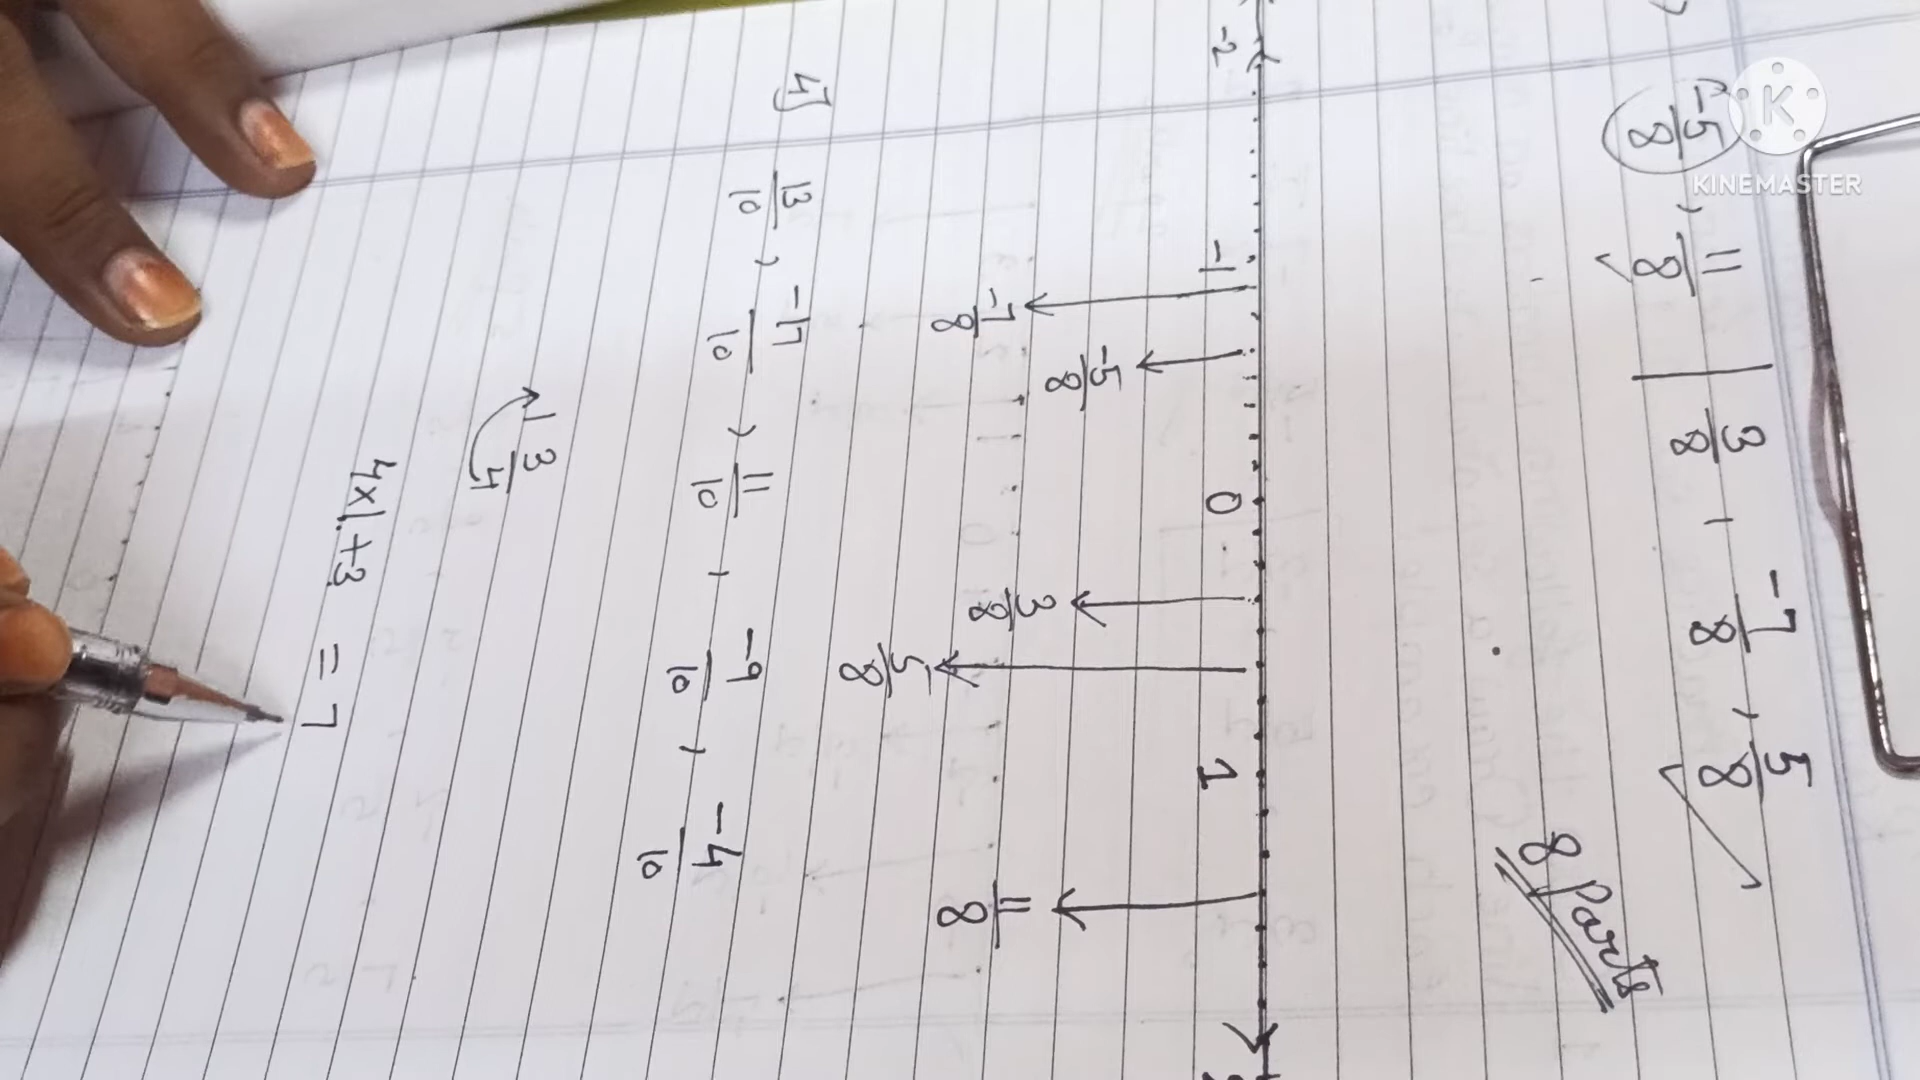 -5/8, 11/8 | 3/8, -7/8, 5/8
8 Parts
-2 -1 0 1
-7/8 -5/8 3/8 5/8 11/8
4] 13/10, -17/10, 11/10, -9/10, -4/10
1 3/4
4x1+3 = 7
KINEMASTER